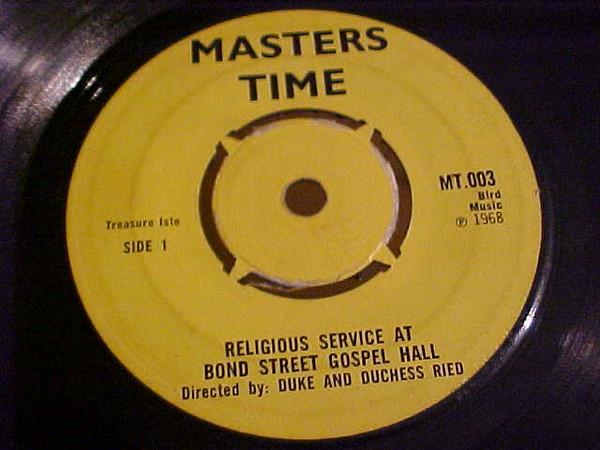 MASTERS
TIME
MT.003
Bird
Music
℗ 1968
Treasure Isle
SIDE 1
RELIGIOUS SERVICE AT
BOND STREET GOSPEL HALL
Directed by: DUKE AND DUCHESS RIED